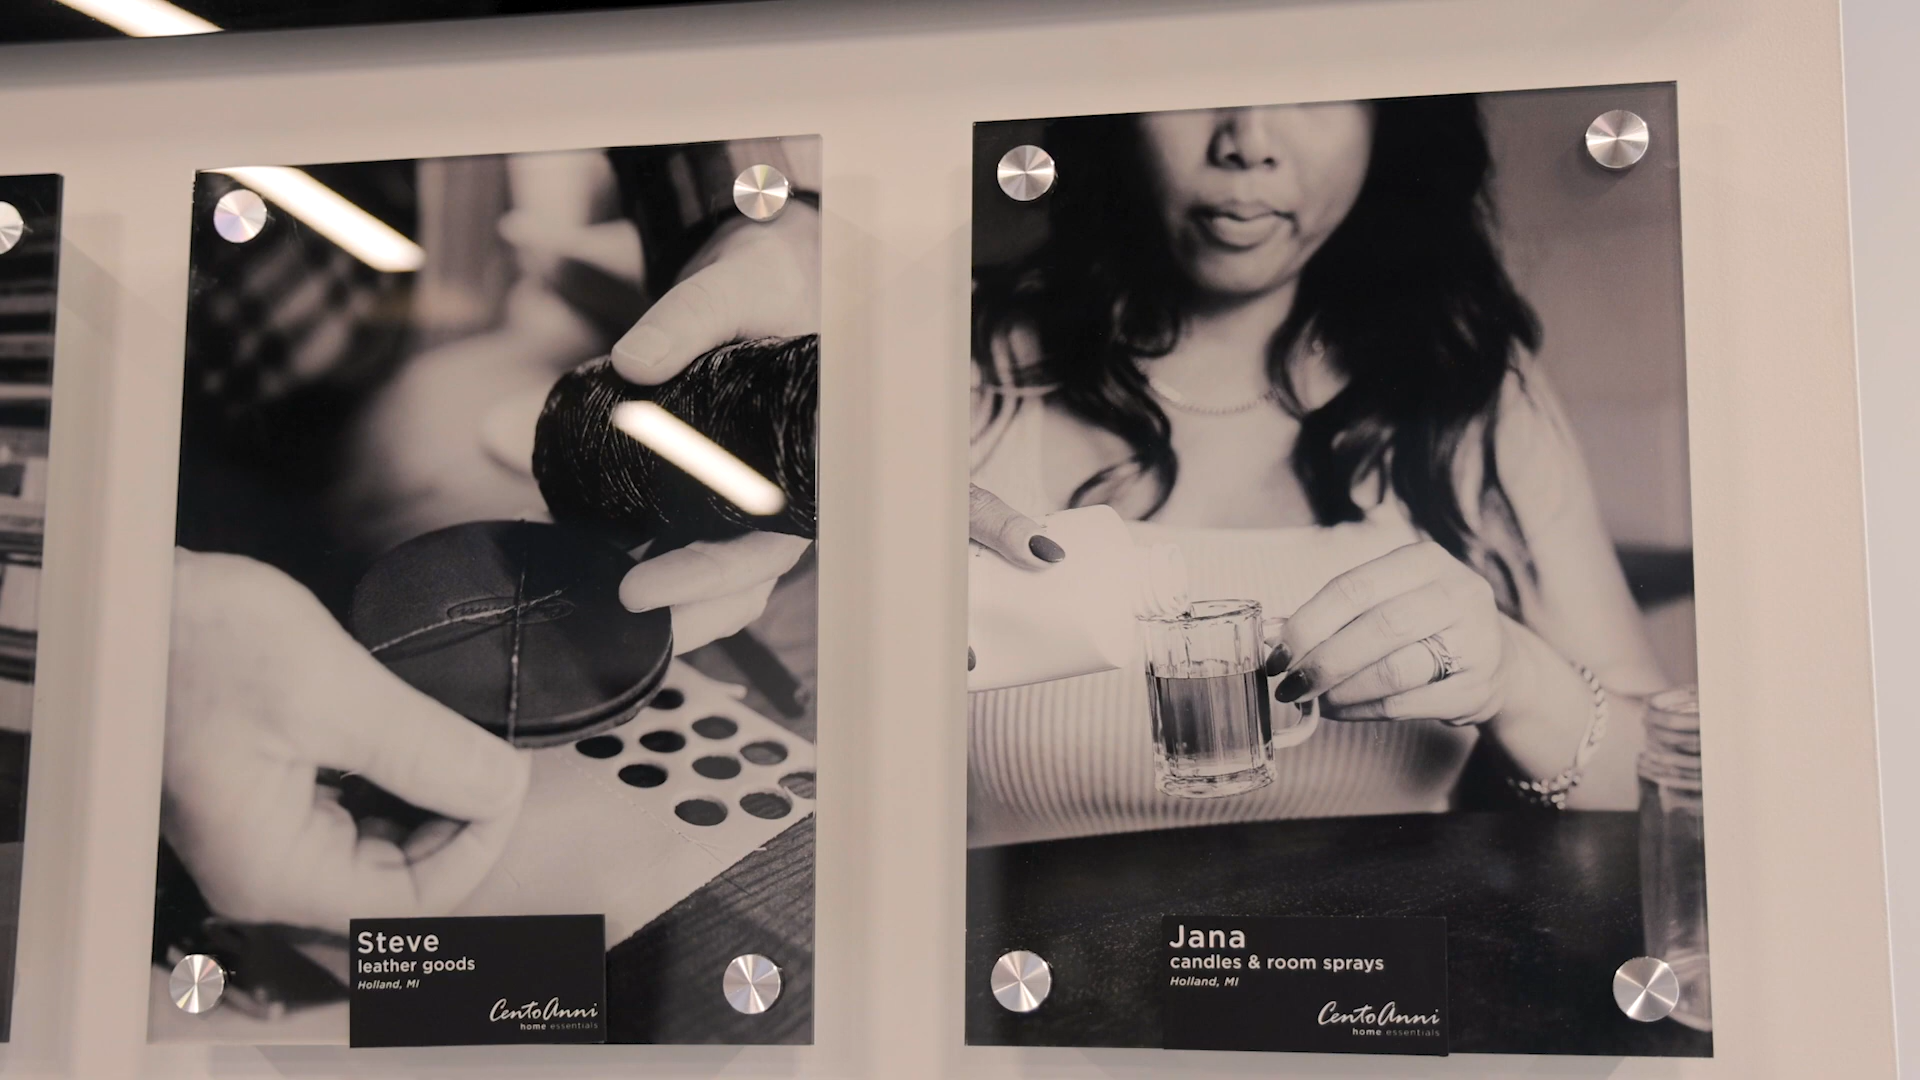 Steve
leather goods
Holland, MI
CentoAnni
home essentials
Jana
candles & room sprays
Holland, MI
CentoAnni
home essentials